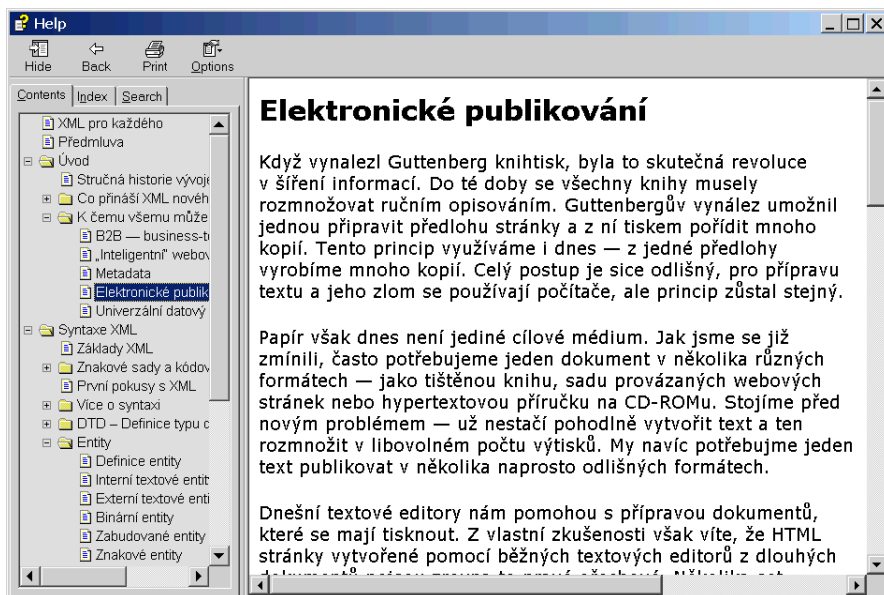 Help
Hide Back Print Options
Contents Index Search
XML pro každého
Předmluva
Úvod
Stručná historie vývoje
Co přináší XML novéh
K čemu všemu může
B2B — business-t
„Inteligentní" webov
Metadata
Elektronické publik
Univerzální datový
Syntaxe XML
Základy XML
Znakové sady a kódov
První pokusy s XML
Více o syntaxi
DTD – Definice typu d
Entity
Definice entity
Interní textové entit
Externí textové enti
Binární entity
Zabudované entity
Znakové entity
Elektronické publikování
Když vynalezl Guttenberg knihtisk, byla to skutečná revoluce
v šíření informací. Do té doby se všechny knihy musely
rozmnožovat ručním opisováním. Guttenbergův vynález umožnil
jednou připravit předlohu stránky a z ní tiskem pořídit mnoho
kopií. Tento princip využíváme i dnes — z jedné předlohy
vyrobíme mnoho kopií. Celý postup je sice odlišný, pro přípravu
textu a jeho zlom se používají počítače, ale princip zůstal stejný.
Papír však dnes není jediné cílové médium. Jak jsme se již
zmínili, často potřebujeme jeden dokument v několika různých
formátech — jako tištěnou knihu, sadu provázaných webových
stránek nebo hypertextovou příručku na CD-ROMu. Stojíme před
novým problémem — už nestačí pohodlně vytvořit text a ten
rozmnožit v libovolném počtu výtisků. My navíc potřebujme jeden
text publikovat v několika naprosto odlišných formátech.
Dnešní textové editory nám pomohou s přípravou dokumentů,
které se mají tisknout. Z vlastní zkušenosti však víte, že HTML
stránky vytvořené pomocí běžných textových editorů z dlouhých